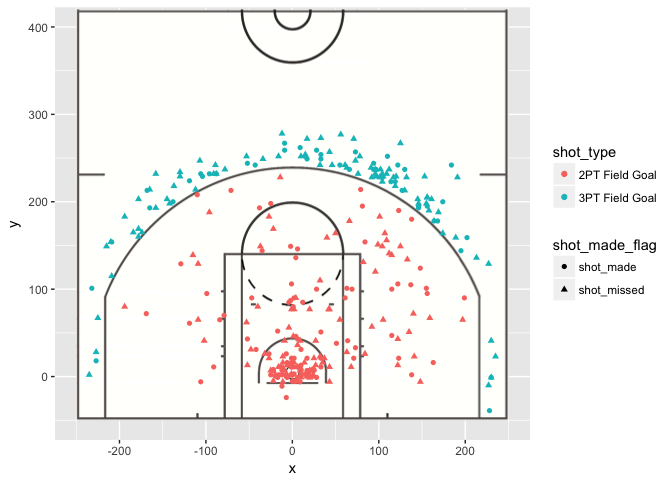 400
300
200
100
0
y
-200
-100
0
100
200
x
shot_type
2PT Field Goal
3PT Field Goal
shot_made_flag
shot_made
shot_missed